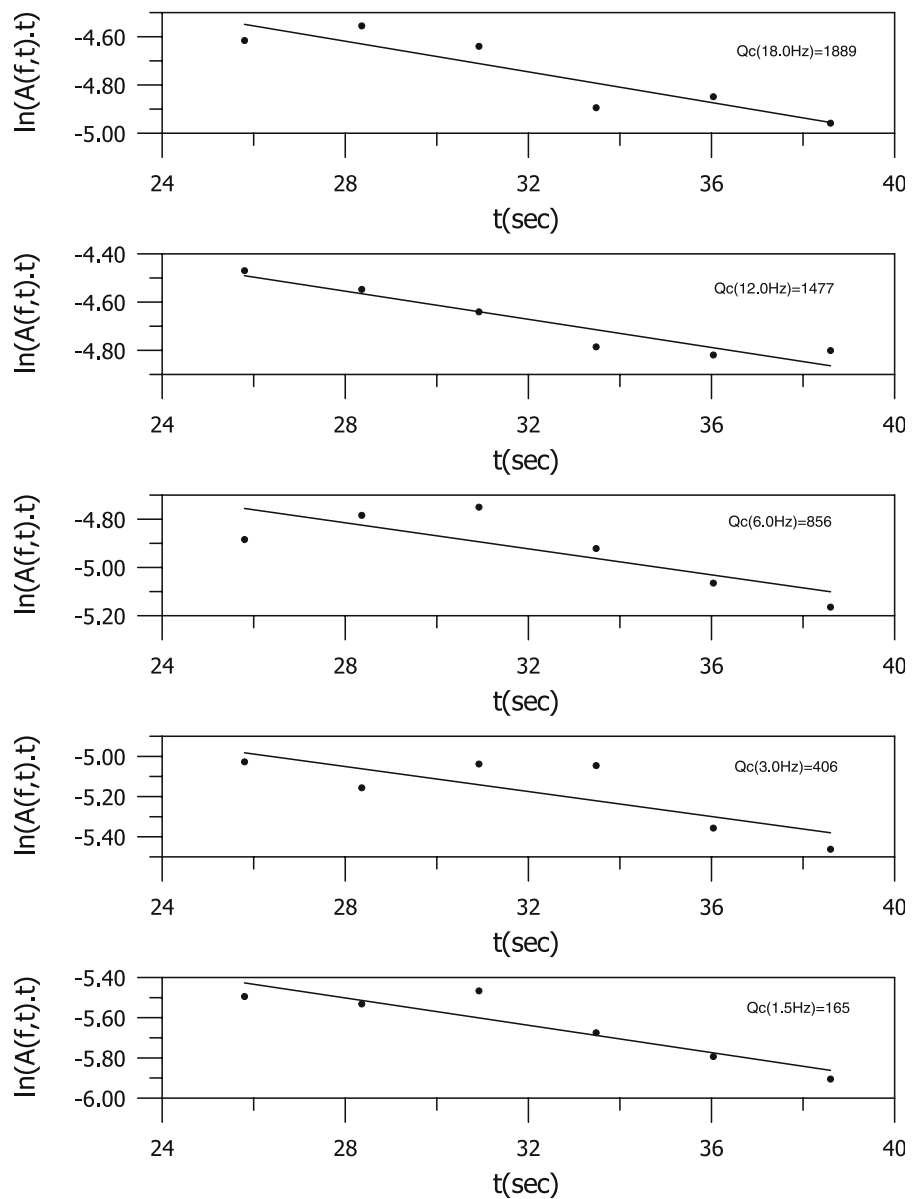 -4.60
Qc(18.0Hz)=1889
-4.80
-5.00
ln(A(f,t).t)
24 28 32 36 40
t(sec)
-4.40
-4.60
Qc(12.0Hz)=1477
-4.80
ln(A(f,t).t)
24 28 32 36 40
t(sec)
-4.80
Qc(6.0Hz)=856
-5.00
-5.20
ln(A(f,t).t)
24 28 32 36 40
t(sec)
-5.00
Qc(3.0Hz)=406
-5.20
-5.40
ln(A(f,t).t)
24 28 32 36 40
t(sec)
-5.40
Qc(1.5Hz)=165
-5.60
-5.80
-6.00
ln(A(f,t).t)
24 28 32 36 40
t(sec)